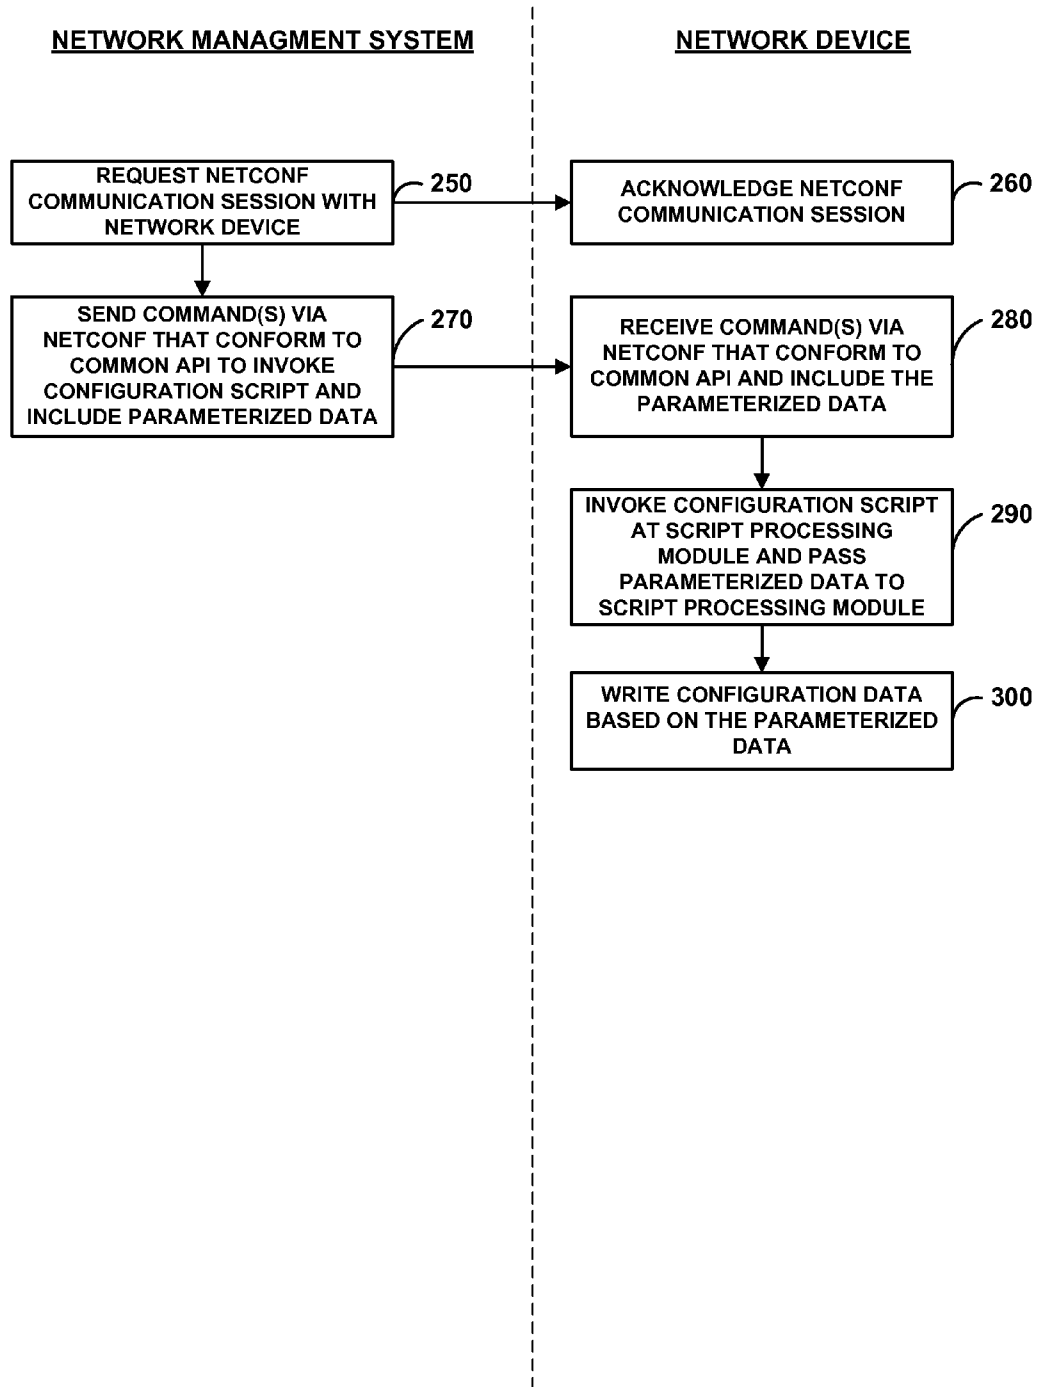 NETWORK MANAGMENT SYSTEM
NETWORK DEVICE
REQUEST NETCONF
COMMUNICATION SESSION WITH
NETWORK DEVICE
250
ACKNOWLEDGE NETCONF
COMMUNICATION SESSION
260
SEND COMMAND(S) VIA
NETCONF THAT CONFORM TO
COMMON API TO INVOKE
CONFIGURATION SCRIPT AND
INCLUDE PARAMETERIZED DATA
270
RECEIVE COMMAND(S) VIA
NETCONF THAT CONFORM TO
COMMON API AND INCLUDE THE
PARAMETERIZED DATA
280
INVOKE CONFIGURATION SCRIPT
AT SCRIPT PROCESSING
MODULE AND PASS
PARAMETERIZED DATA TO
SCRIPT PROCESSING MODULE
290
WRITE CONFIGURATION DATA
BASED ON THE PARAMETERIZED
DATA
300